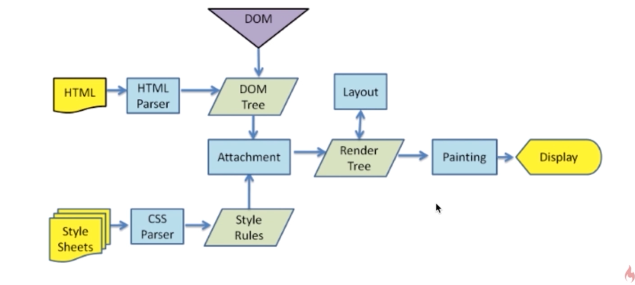 DOM
HTML
HTML
Parser
DOM
Tree
Layout
Attachment
Render
Tree
Painting
Display
Style
Sheets
CSS
Parser
Style
Rules